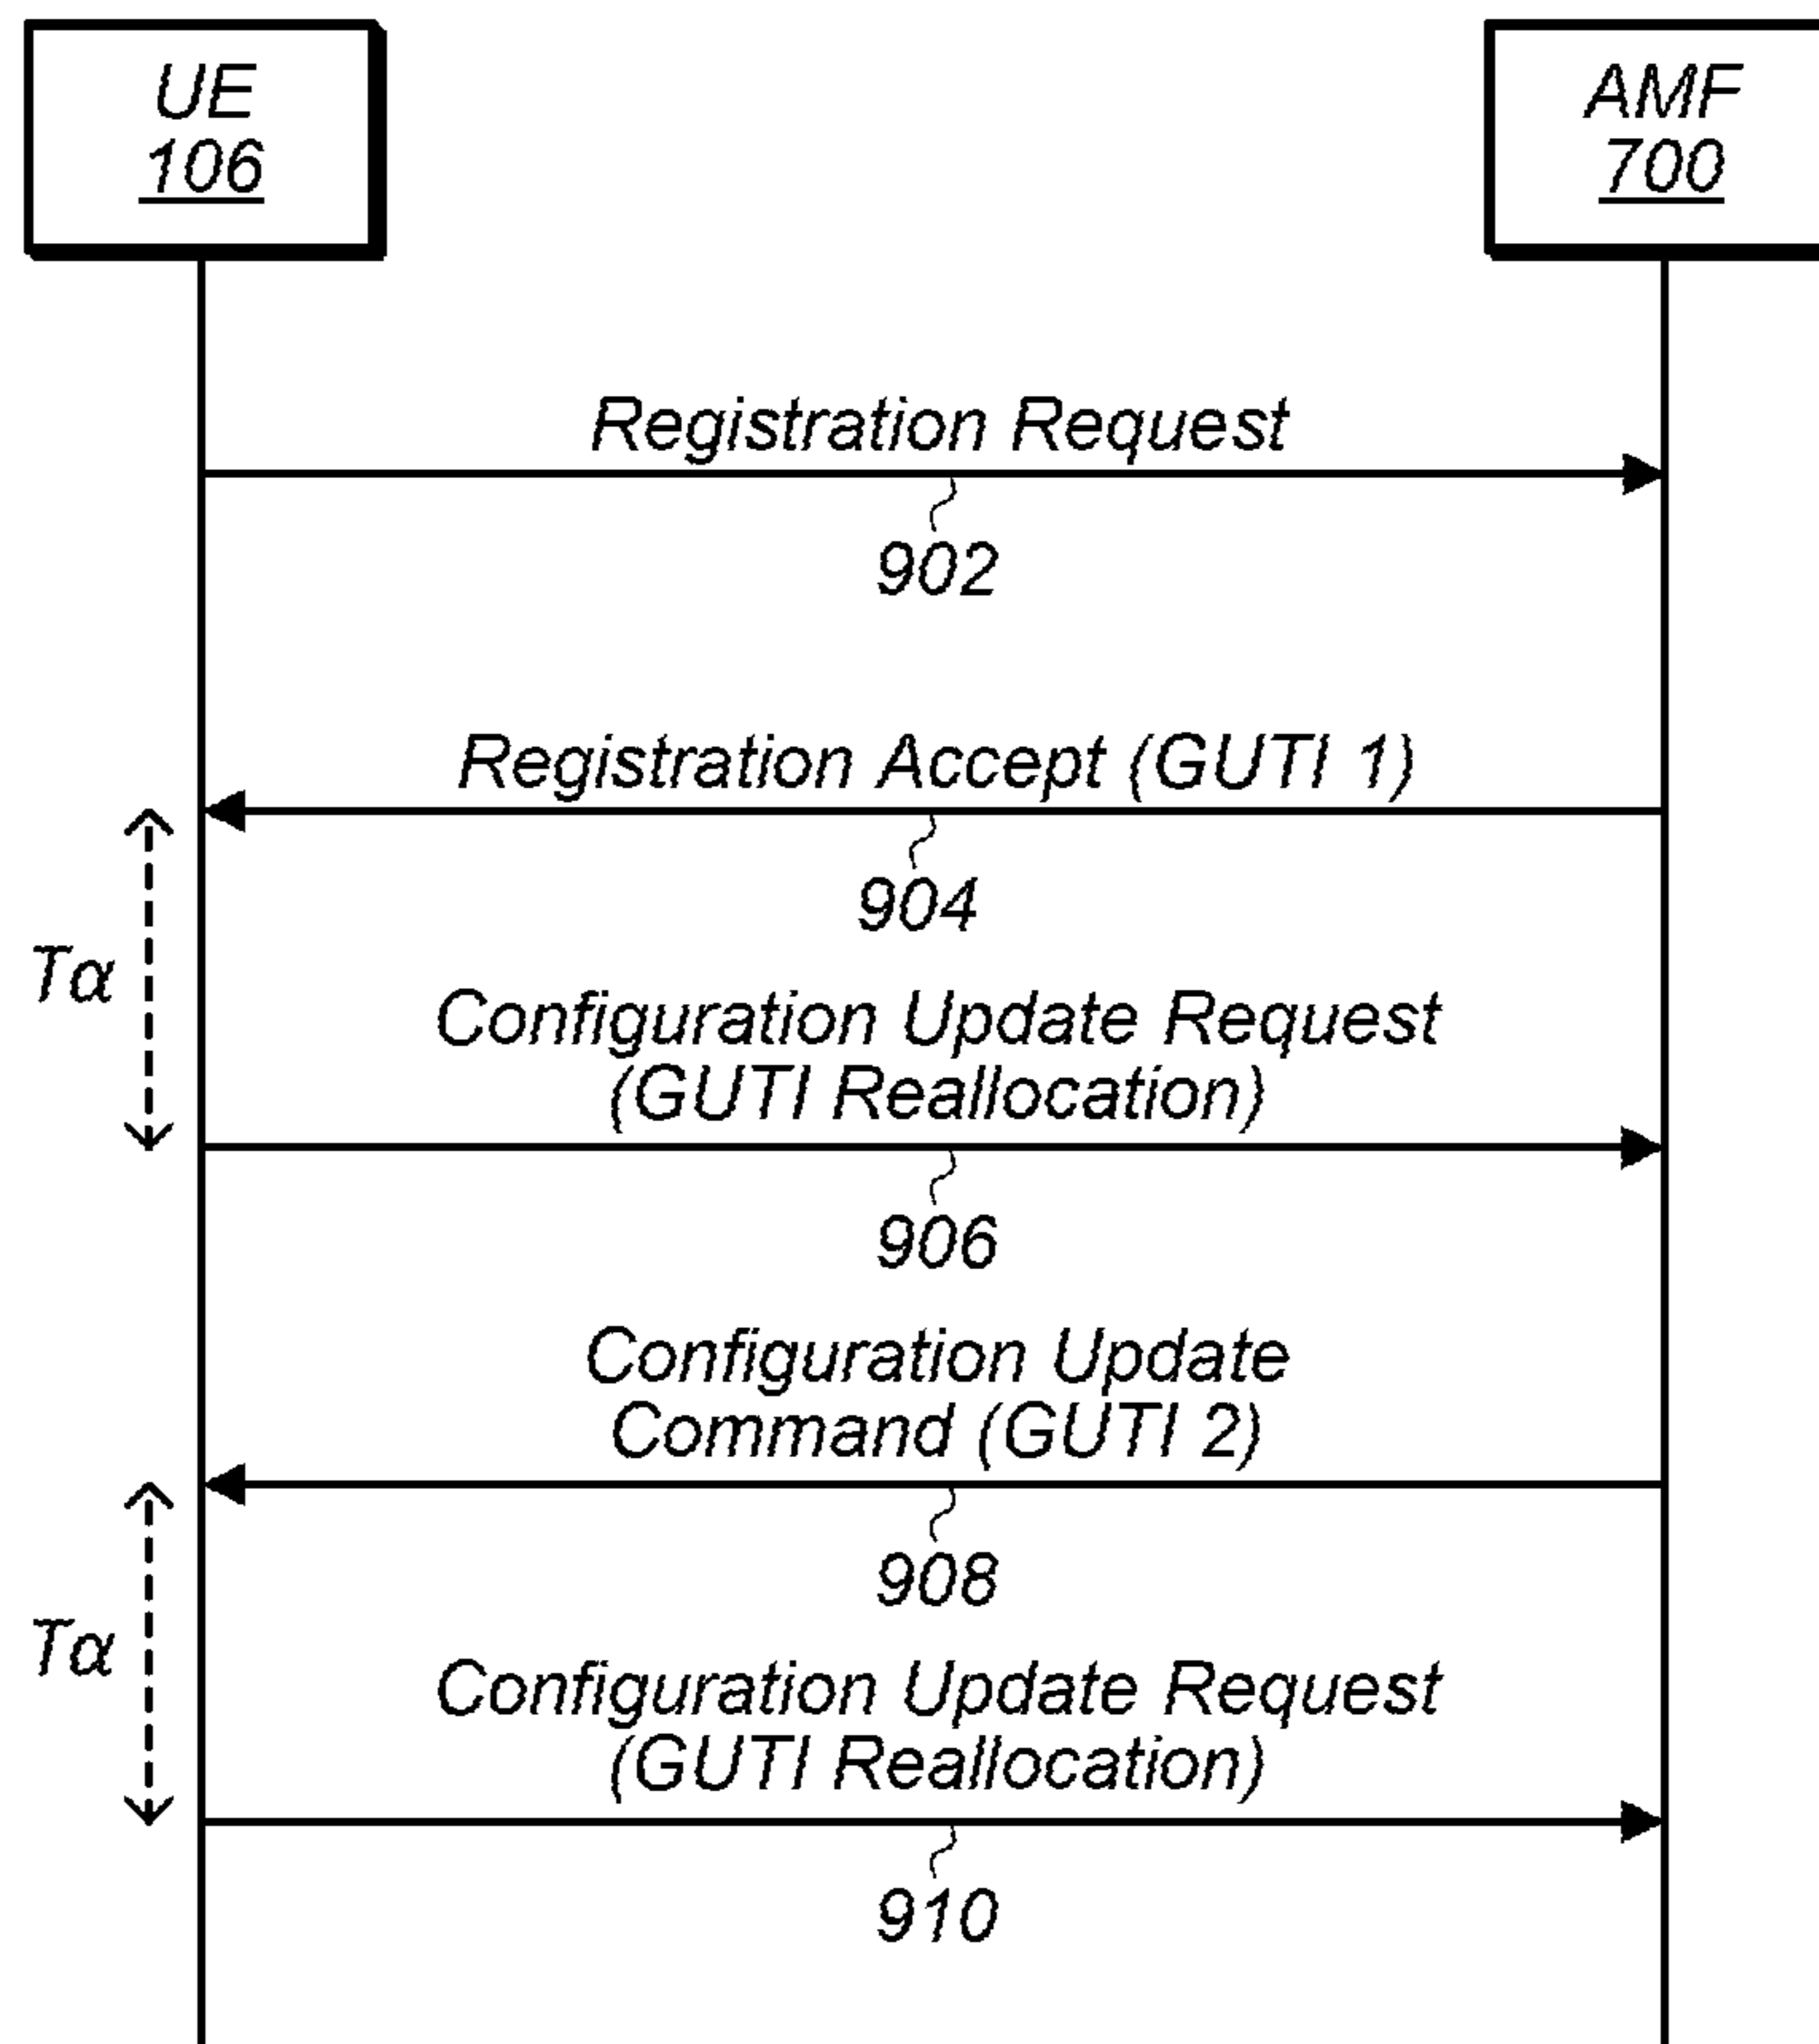 UE
106
AMF
700
Registration Request
902
Registration Accept (GUTI 1)
904
Tα
Configuration Update Request
(GUTI Reallocation)
906
Configuration Update
Command (GUTI 2)
908
Tα
Configuration Update Request
(GUTI Reallocation)
910